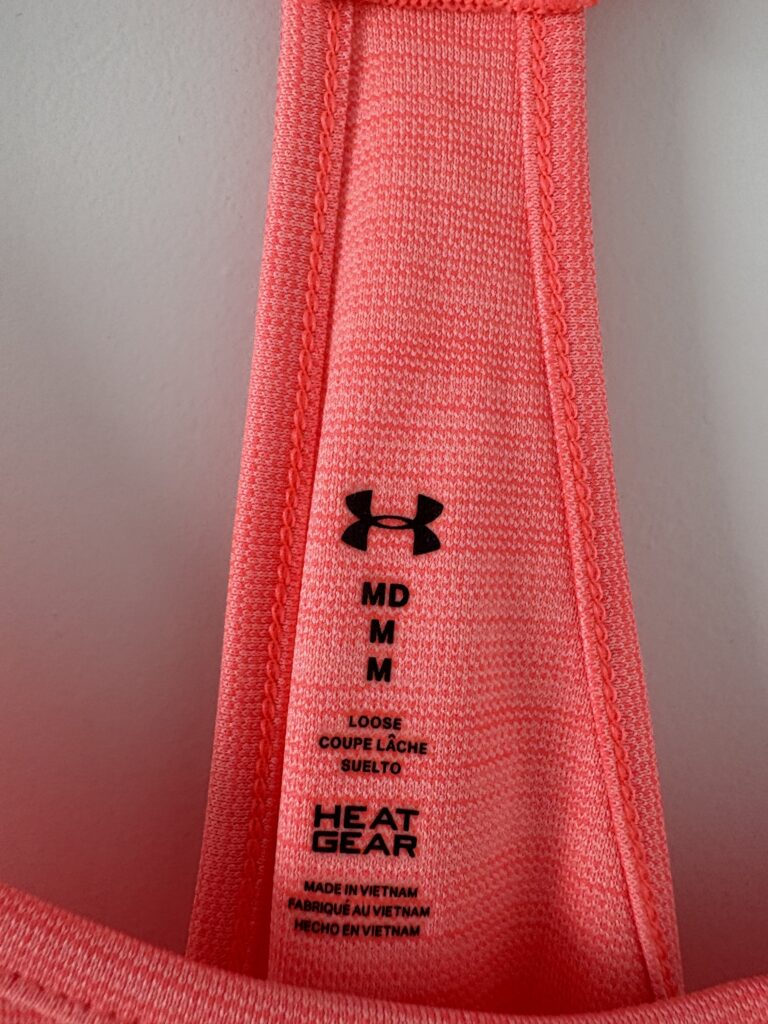 MD
M
M
LOOSE
COUPE LÂCHE
SUELTO
HEAT
GEAR
MADE IN VIETNAM
FABRIQUÉ AU VIETNAM
HECHO EN VIETNAM